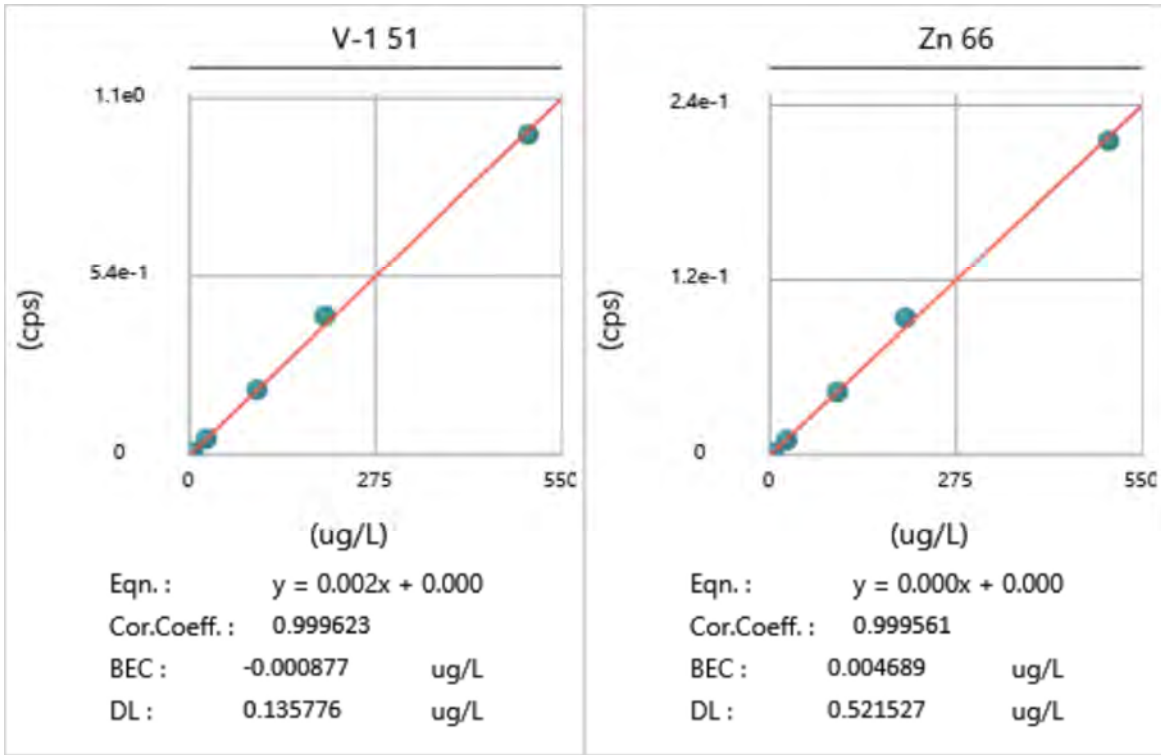 V-1 51
1.1e0
5.4e-1
0
(cps)
0 275 550
(ug/L)
Eqn. : y = 0.002x + 0.000
Cor.Coeff. : 0.999623
BEC : -0.000877 ug/L
DL : 0.135776 ug/L
Zn 66
2.4e-1
1.2e-1
0
(cps)
0 275 550
(ug/L)
Eqn. : y = 0.000x + 0.000
Cor.Coeff. : 0.999561
BEC : 0.004689 ug/L
DL : 0.521527 ug/L